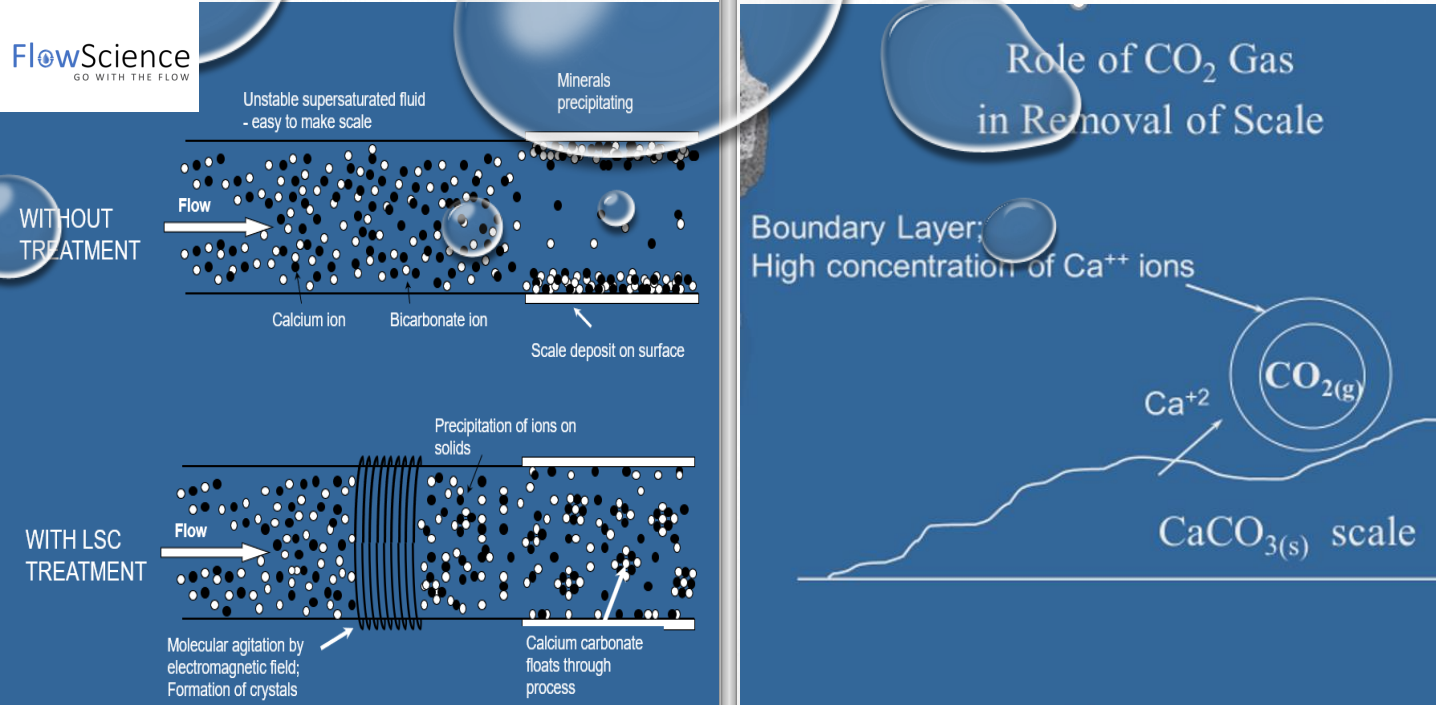 FlowScience
GO WITH THE FLOW
Unstable supersaturated fluid
- easy to make scale
Minerals
precipitating
WITHOUT
TREATMENT
Flow
Calcium ion
Bicarbonate ion
Scale deposit on surface
Precipitation of ions on
solids
WITH LSC
TREATMENT
Flow
Molecular agitation by
electromagnetic field;
Formation of crystals
Calcium carbonate
floats through
process
Role of CO₂ Gas
in Removal of Scale
Boundary Layer;
High concentration of Ca⁺⁺ ions
CO₂₍g₎
Ca⁺²
CaCO₃₍s₎ scale